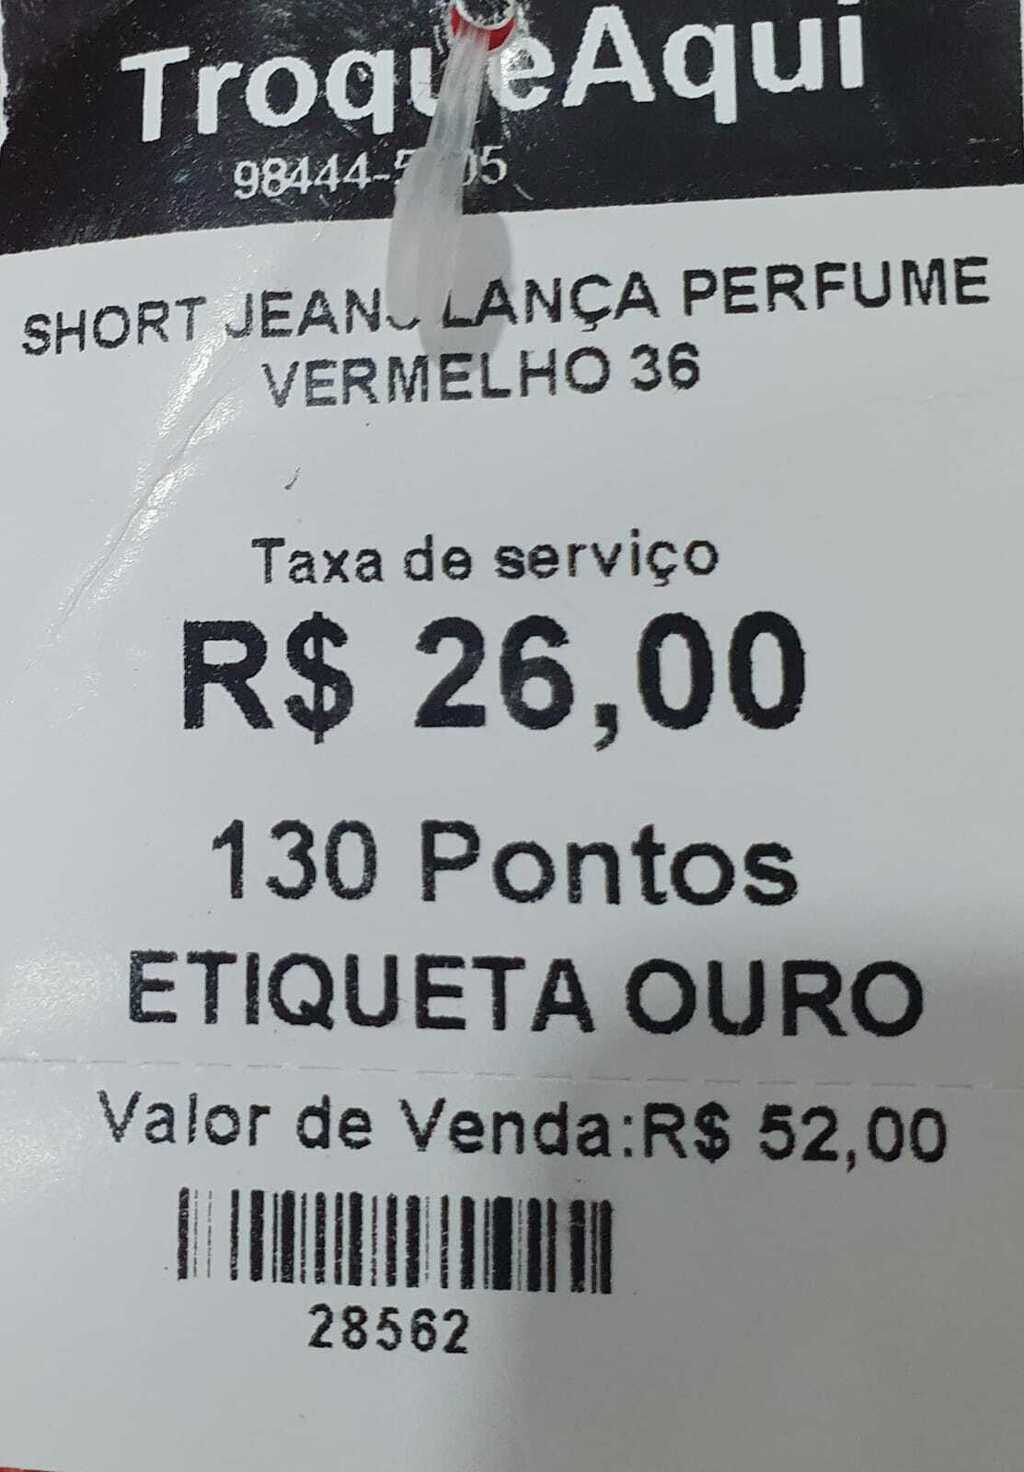 TroqueAqui
SHORT JEANS LANÇA PERFUME
VERMELHO 36
Taxa de serviço
R$ 26,00
130 Pontos
ETIQUETA OURO
Valor de Venda:R$ 52,00
28562